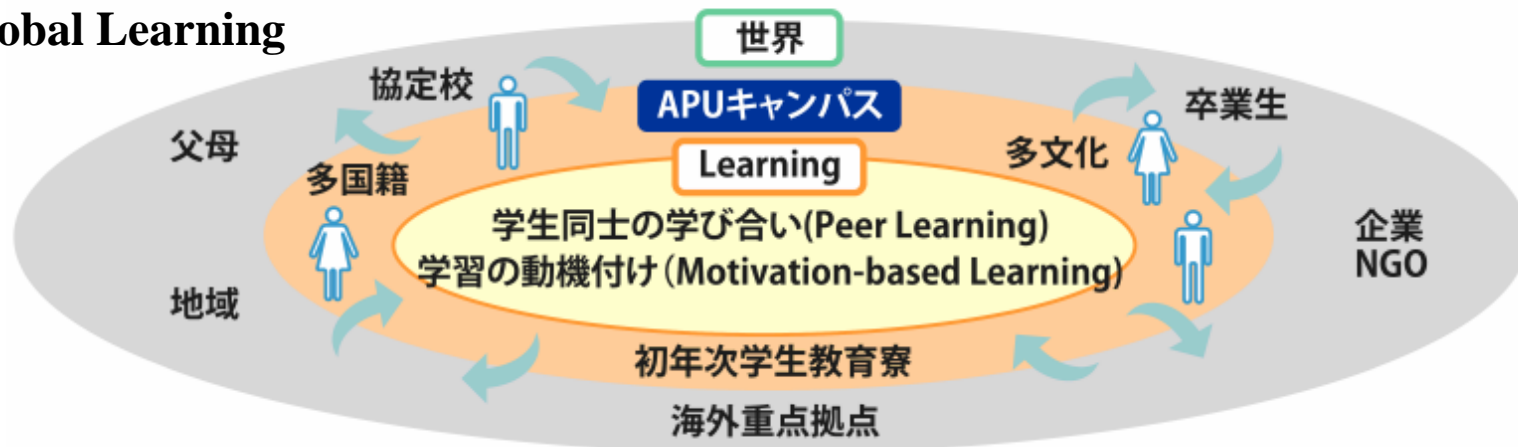 obal Learning
世界
協定校
APUキャンパス
卒業生
父母
多国籍
Learning
多文化
学生同士の学び合い(Peer Learning)
学習の動機付け(Motivation-based Learning)
企業
NGO
地域
初年次学生教育寮
海外重点拠点